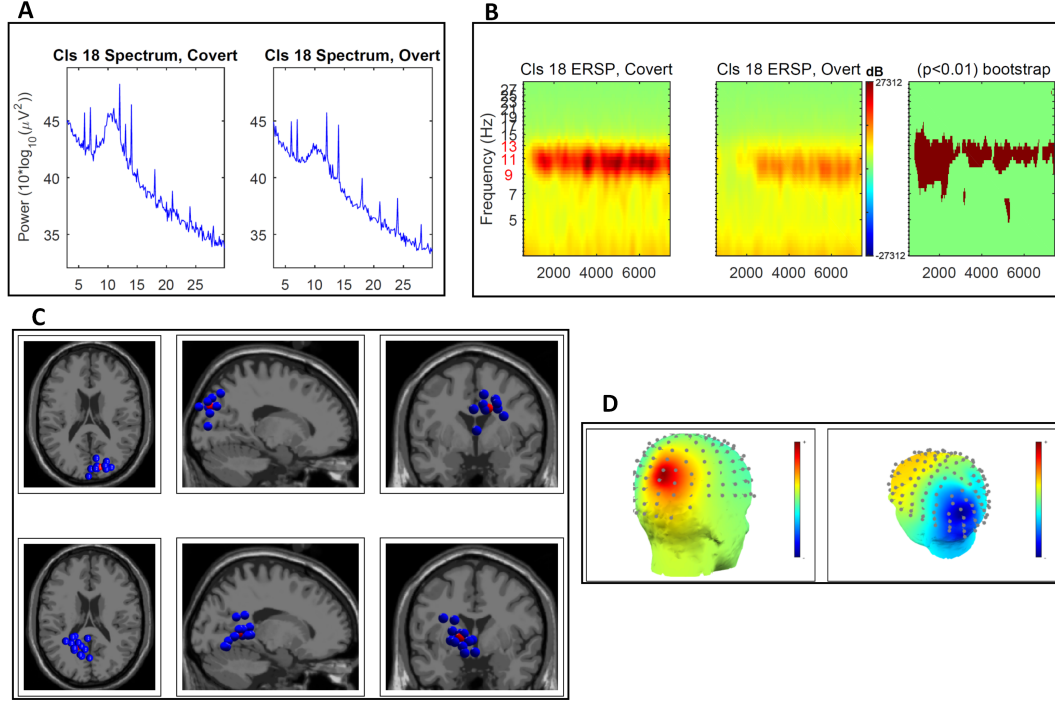 A
Cls 18 Spectrum, Covert
Cls 18 Spectrum, Overt
Power (10*log10(μV2))
45
40
35
5 10 15 20 25
45
40
35
5 10 15 20 25
B
Cls 18 ERSP, Covert
Cls 18 ERSP, Overt
dB
(p<0.01) bootstrap
Frequency (Hz)
27
25
23
21
19
17
15
13
11
9
7
5
27312
-27312
2000 4000 6000
2000 4000 6000
2000 4000 6000
C
D
+
-
+
-